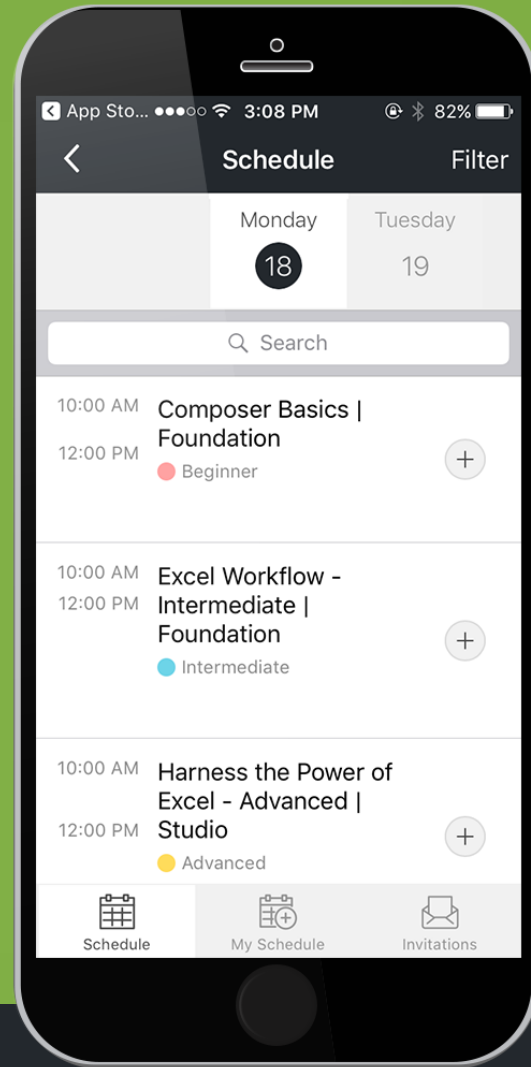 App Sto... 3:08 PM 82%
Schedule Filter
Monday Tuesday
18 19
Search
10:00 AM Composer Basics |
Foundation
12:00 PM
Beginner
10:00 AM Excel Workflow -
12:00 PM Intermediate |
Foundation
Intermediate
10:00 AM Harness the Power of
Excel - Advanced |
12:00 PM Studio
Advanced
Schedule My Schedule Invitations